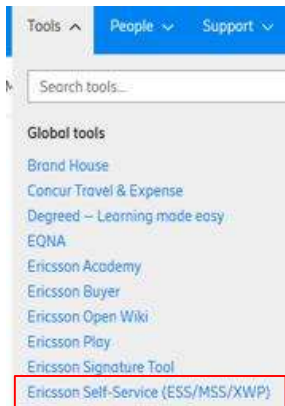 Tools People Support
Search tools...
Global tools
Brand House
Concur Travel & Expense
Degreed – Learning made easy
EQNA
Ericsson Academy
Ericsson Buyer
Ericsson Open Wiki
Ericsson Play
Ericsson Signature Tool
Ericsson Self-Service (ESS/MSS/XWP)